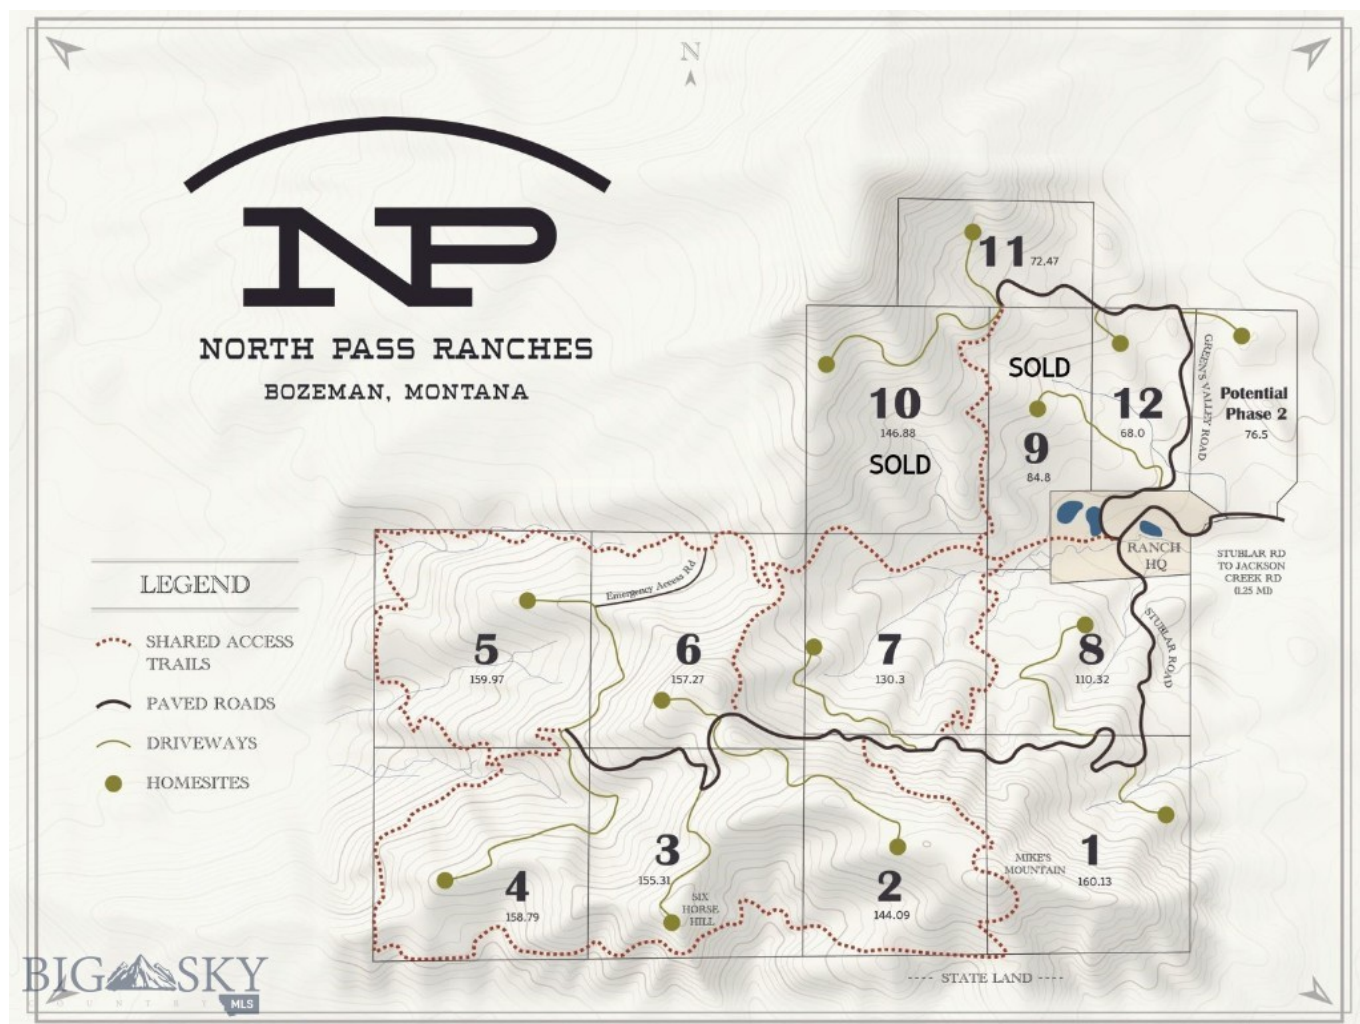 N
NP
NORTH PASS RANCHES
BOZEMAN, MONTANA
11
72.47
SOLD
10
146.88
SOLD
9
84.8
12
68.0
GREEN'S VALLEY ROAD
Potential
Phase 2
76.5
RANCH
HQ
STUBLAR RD
TO JACKSON
CREEK RD
(1.25 MI)
STUBLAR ROAD
LEGEND
SHARED ACCESS
TRAILS
PAVED ROADS
DRIVEWAYS
HOMESITES
Emergency Access Rd
5
159.97
6
157.27
7
130.3
8
110.32
4
158.79
3
155.31
SIX
HORSE
HILL
2
144.09
MIKE'S
MOUNTAIN
1
160.13
STATE LAND
BIG SKY
COUNTRY
MLS